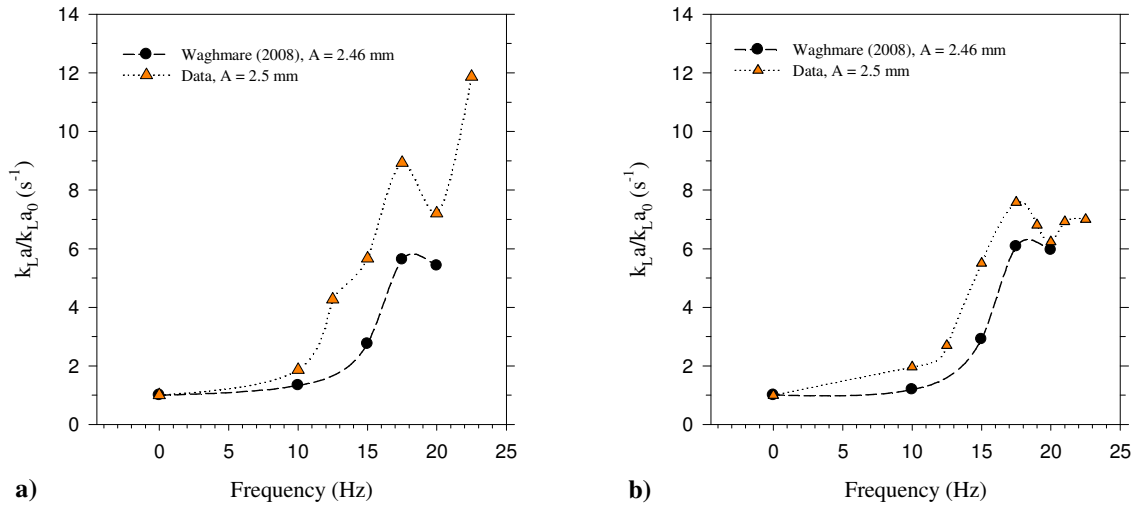 14
12
10
8
6
4
2
0
k_L a/k_L a_0 (s^-1)
Waghmare (2008), A = 2.46 mm
Data, A = 2.5 mm
0 5 10 15 20 25
Frequency (Hz)
a)
14
12
10
8
6
4
2
0
k_L a/k_L a_0 (s^-1)
Waghmare (2008), A = 2.46 mm
Data, A = 2.5 mm
0 5 10 15 20 25
Frequency (Hz)
b)